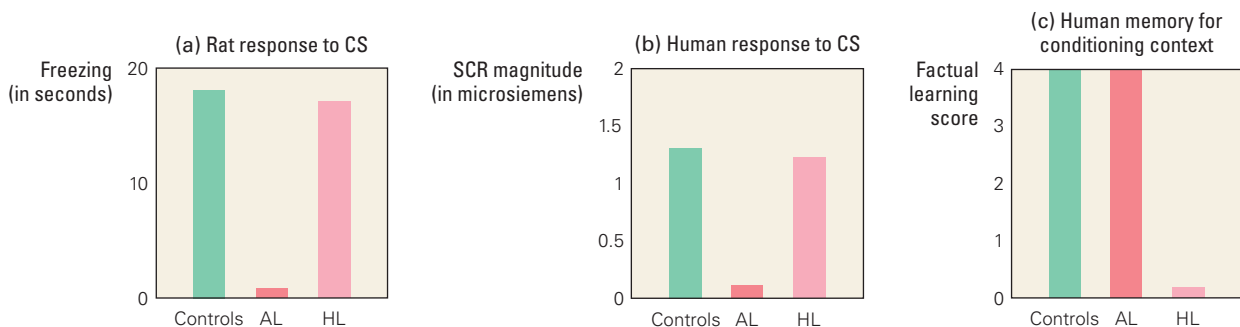 (a) Rat response to CS
Freezing
(in seconds)
20
10
0
Controls AL HL
(b) Human response to CS
SCR magnitude
(in microsiemens)
2
1.5
1
0.5
0
Controls AL HL
(c) Human memory for
conditioning context
Factual
learning
score
4
3
2
1
0
Controls AL HL